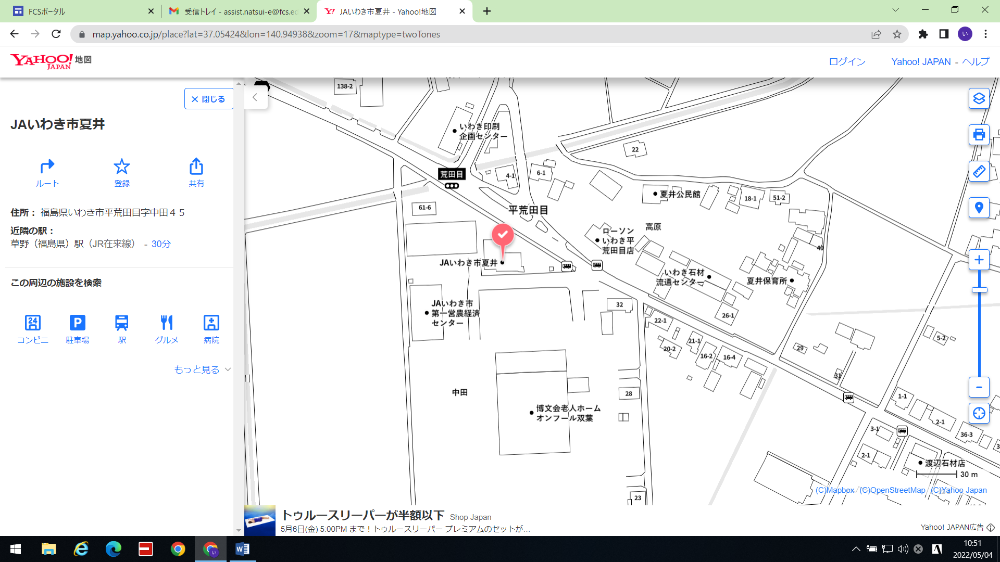 FCSポータル
受信トレイ - assist.natsui-e@fcs.ed
JAいわき市夏井 - Yahoo!地図
map.yahoo.co.jp/place?lat=37.05424&lon=140.94938&zoom=17&maptype=twoTones
い
YAHOO! JAPAN 地図
ログイン
Yahoo! JAPAN - ヘルプ
閉じる
JAいわき市夏井
ルート
登録
共有
住所： 福島県いわき市平荒田目字中田４５
近隣の駅：
草野（福島県）駅（JR在来線） - 30分
この周辺の施設を検索
24
P
コンビニ
駐車場
駅
グルメ
病院
もっと見る
138-2
いわき印刷
企画センター
22
荒田目
4-1
6-1
夏井公民館
18-1
51-2
61-6
平荒田目
高原
ローソン
いわき平
荒田目店
49
JAいわき市夏井
いわき石材
流通センター
夏井保育所
JAいわき市
第一営農経済
センター
32
22-1
26-1
21-1
20-2
16-2
16-4
29
5-2
31
中田
28
博文会老人ホーム
オンフール双葉
1-1
2-1
3-1
36-3
2-1
渡辺石材店
23
30 m
(C)Mapbox (C)OpenStreetMap (C)Yahoo Japan
トゥルースリーパーが半額以下 Shop Japan
5月6日(金) 5:00PM まで！トゥルースリーパー プレミアムのセットが…
Yahoo! JAPAN広告
10:51
2022/05/04